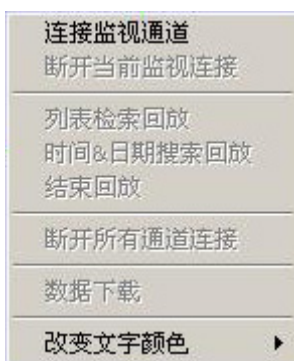 连接监视通道
断开当前监视连接
列表检索回放
时间&日期搜索回放
结束回放
断开所有通道连接
数据下载
改变文字颜色